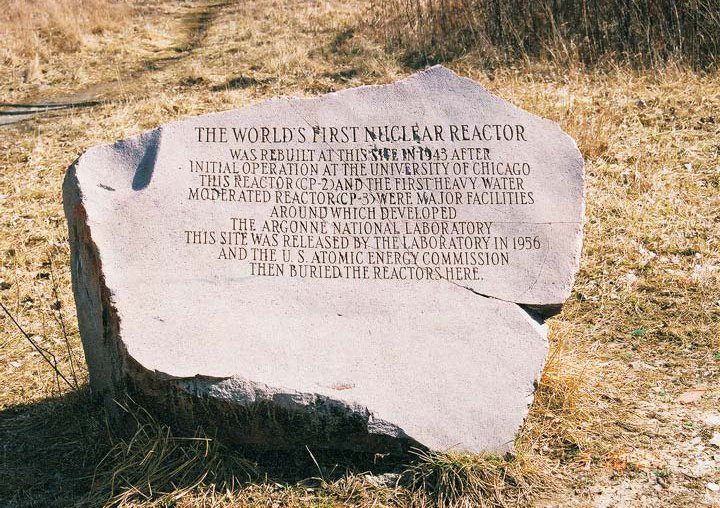 THE WORLD'S FIRST NUCLEAR REACTOR
WAS REBUILT AT THIS SITE IN 1943 AFTER
INITIAL OPERATION AT THE UNIVERSITY OF CHICAGO
THIS REACTOR (CP-2) AND THE FIRST HEAVY WATER
MODERATED REACTOR (CP-3) WERE MAJOR FACILITIES
AROUND WHICH DEVELOPED
THE ARGONNE NATIONAL LABORATORY
THIS SITE WAS RELEASED BY THE LABORATORY IN 1956
AND THE U.S. ATOMIC ENERGY COMMISSION
THEN BURIED THE REACTORS HERE.